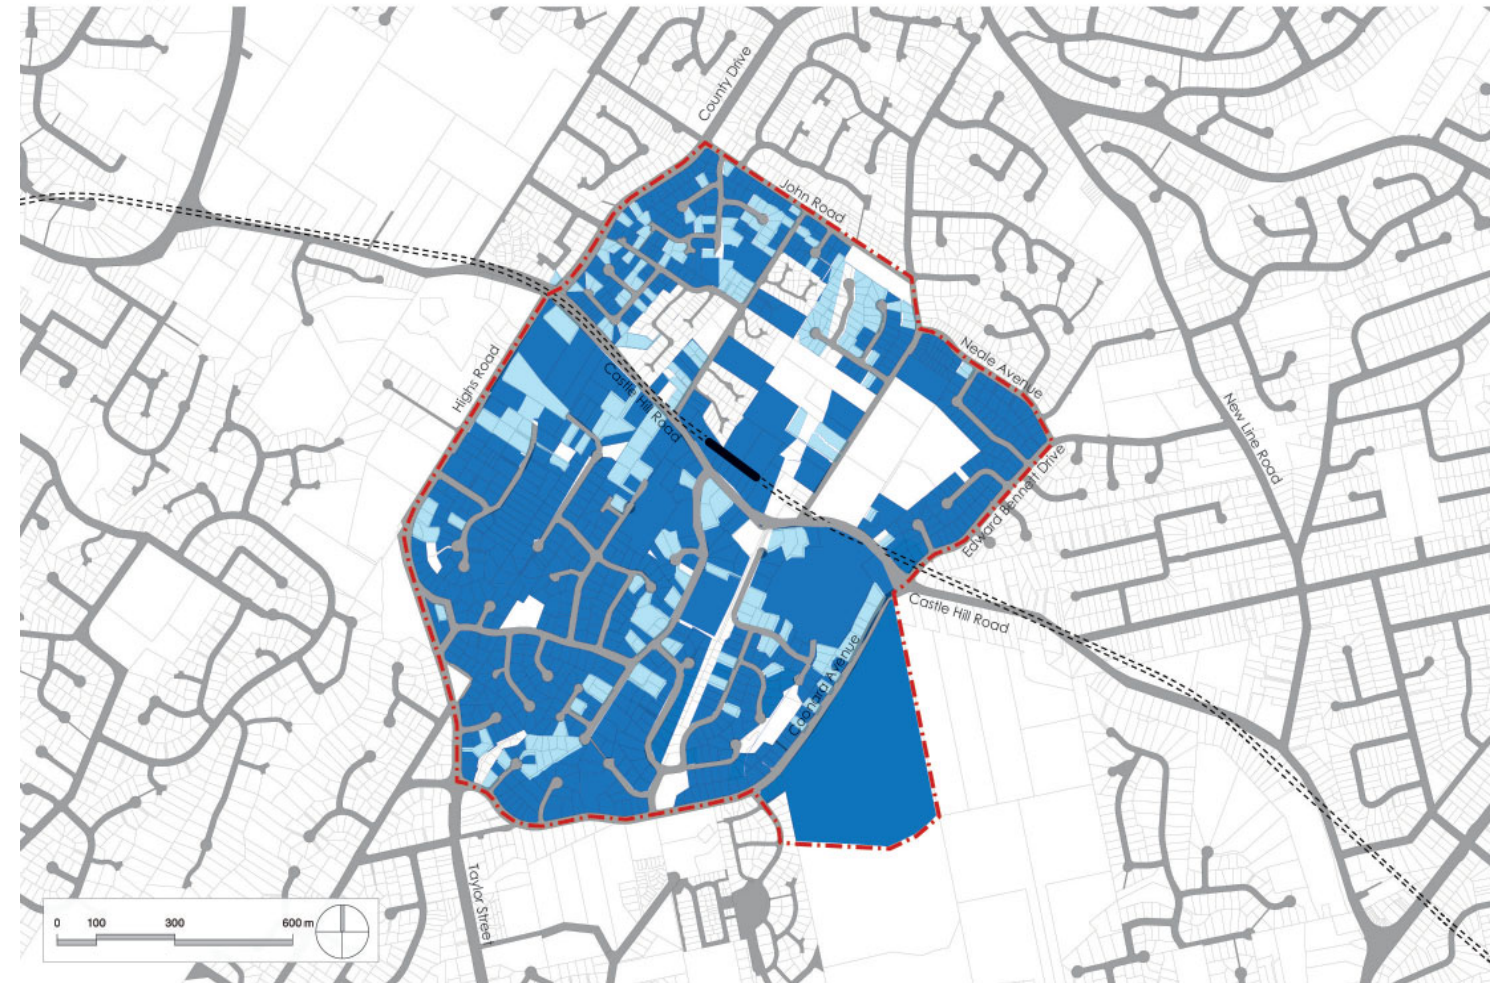 County Drive
John Road
Neale Avenue
Highs Road
Castle Hill Road
New Line Road
Edward Bennett Drive
Castle Hill Road
Coonara Avenue
Taylor Street
0 100 300 600 m